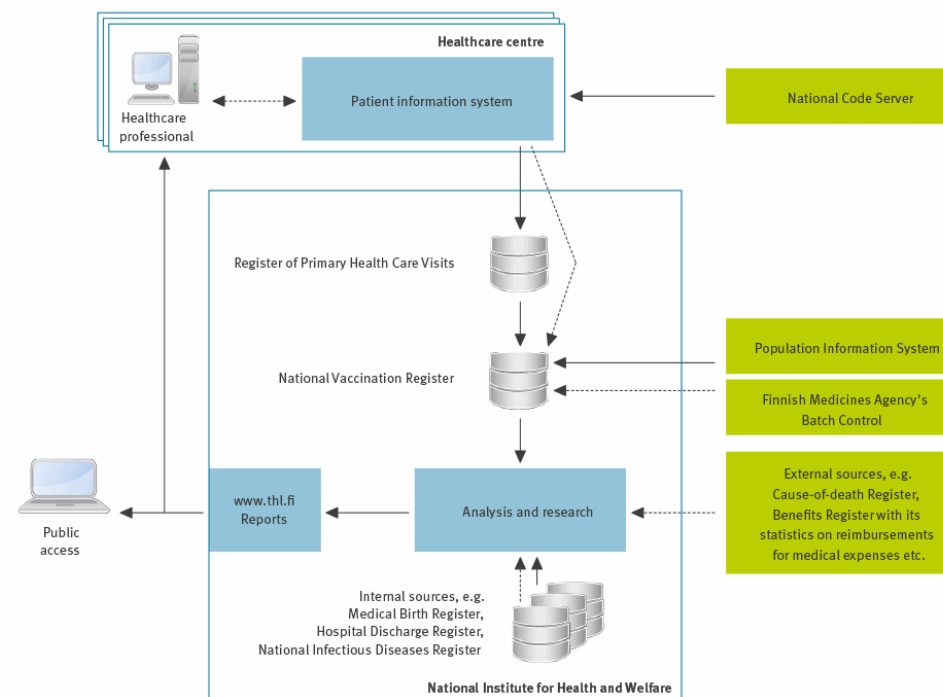 Healthcare centre
Healthcare
professional
Patient information system
National Code Server
Register of Primary Health Care Visits
National Vaccination Register
Population Information System
Finnish Medicines Agency's
Batch Control
Public
access
www.thl.fi
Reports
Analysis and research
External sources, e.g.
Cause-of-death Register,
Benefits Register with its
statistics on reimbursements
for medical expenses etc.
Internal sources, e.g.
Medical Birth Register,
Hospital Discharge Register,
National Infectious Diseases Register
National Institute for Health and Welfare